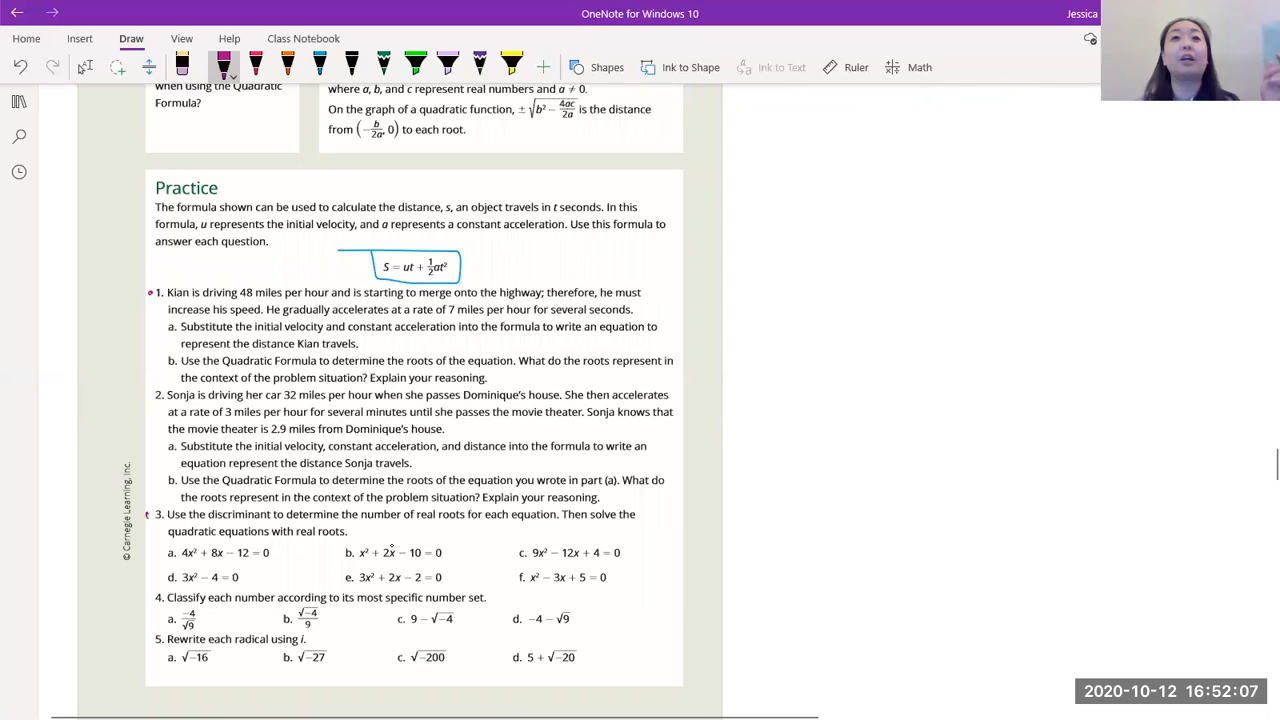 OneNote for Windows 10
Jessica
Home Insert Draw View Help Class Notebook
Shapes Ink to Shape Ink to Text Ruler Math
when using the Quadratic
Formula?
where a, b, and c represent real numbers and a ≠ 0.
On the graph of a quadratic function, ± √(b² − 4ac/2a) is the distance
from (−b/2a, 0) to each root.
Practice
The formula shown can be used to calculate the distance, s, an object travels in t seconds. In this
formula, u represents the initial velocity, and a represents a constant acceleration. Use this formula to
answer each question.
S = ut + 1/2at²
1. Kian is driving 48 miles per hour and is starting to merge onto the highway; therefore, he must
increase his speed. He gradually accelerates at a rate of 7 miles per hour for several seconds.
a. Substitute the initial velocity and constant acceleration into the formula to write an equation to
represent the distance Kian travels.
b. Use the Quadratic Formula to determine the roots of the equation. What do the roots represent in
the context of the problem situation? Explain your reasoning.
2. Sonja is driving her car 32 miles per hour when she passes Dominique's house. She then accelerates
at a rate of 3 miles per hour for several minutes until she passes the movie theater. Sonja knows that
the movie theater is 2.9 miles from Dominique's house.
a. Substitute the initial velocity, constant acceleration, and distance into the formula to write an
equation represent the distance Sonja travels.
b. Use the Quadratic Formula to determine the roots of the equation you wrote in part (a). What do
the roots represent in the context of the problem situation? Explain your reasoning.
3. Use the discriminant to determine the number of real roots for each equation. Then solve the
quadratic equations with real roots.
a. 4x² + 8x − 12 = 0 b. x² + 2x − 10 = 0 c. 9x² − 12x + 4 = 0
d. 3x² − 4 = 0 e. 3x² + 2x − 2 = 0 f. x² − 3x + 5 = 0
4. Classify each number according to its most specific number set.
a. −4/√9 b. √−4/9 c. 9 − √−4 d. −4 − √9
5. Rewrite each radical using i.
a. √−16 b. √−27 c. √−200 d. 5 + √−20
© Carnegie Learning, Inc.
2020-10-12 16:52:07